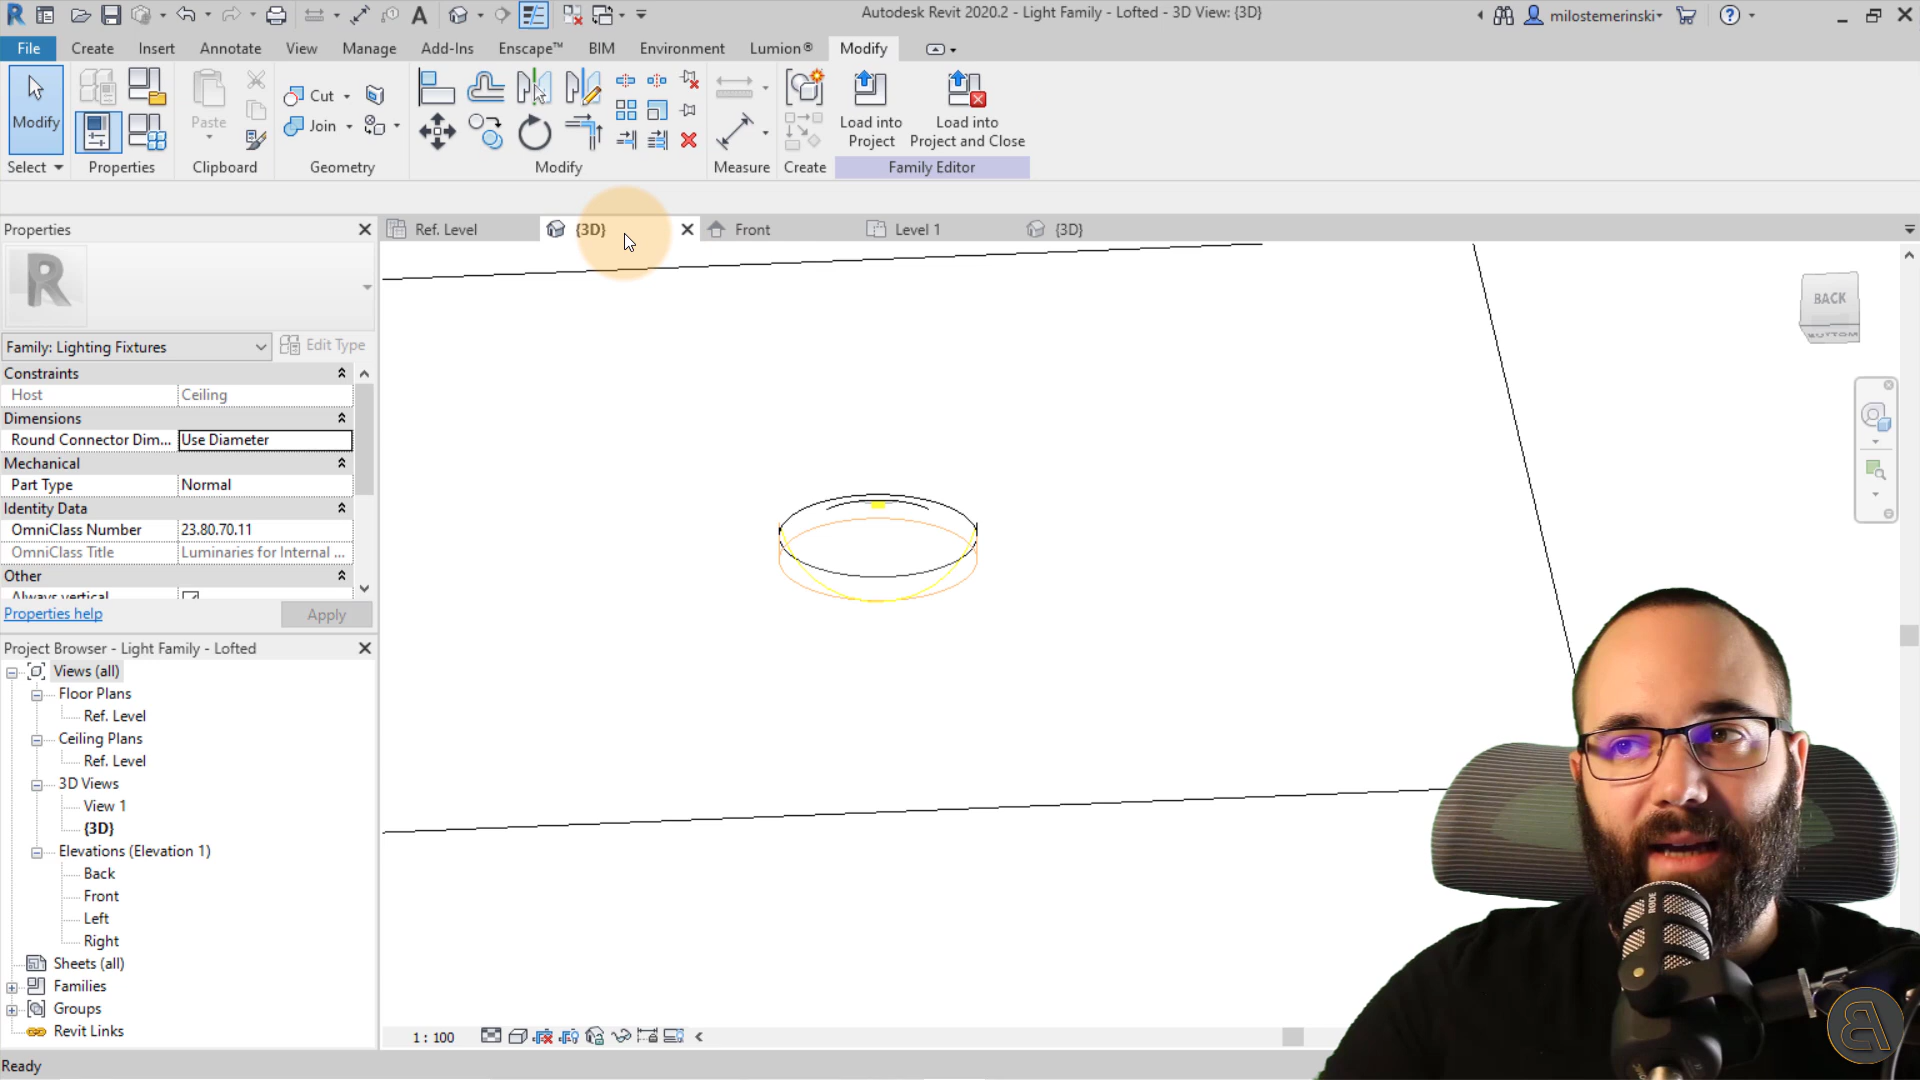 Autodesk Revit 2020.2 - Light Family - Lofted - 3D View: {3D}
milostemerinski
File Create Insert Annotate View Manage Add-Ins Enscape™ BIM Environment Lumion® Modify
Modify
Paste
Cut
Join
Load into Project
Load into Project and Close
Select Properties Clipboard Geometry Modify Measure Create Family Editor
Properties
Ref. Level {3D} Front Level 1 {3D}
R
BACK
BOTTOM
Family: Lighting Fixtures Edit Type
Constraints
Host Ceiling
Dimensions
Round Connector Dim... Use Diameter
Mechanical
Part Type Normal
Identity Data
OmniClass Number 23.80.70.11
OmniClass Title Luminaries for Internal ...
Other
Always vertical
Properties help Apply
Project Browser - Light Family - Lofted
Views (all)
Floor Plans
Ref. Level
Ceiling Plans
Ref. Level
3D Views
View 1
{3D}
Elevations (Elevation 1)
Back
Front
Left
Right
Sheets (all)
Families
Groups
Revit Links
1 : 100
Ready
RØDE